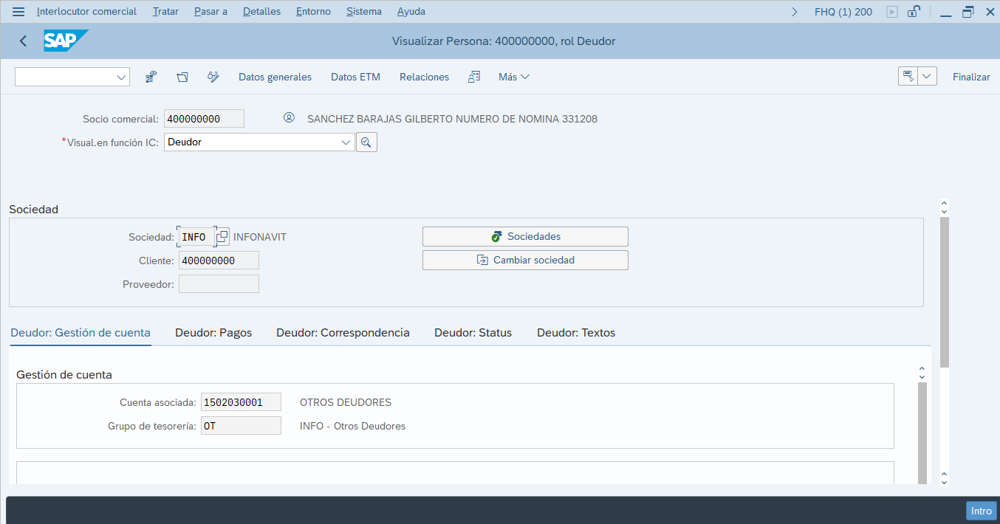 Interlocutor comercial Tratar Pasar a Detalles Entorno Sistema Ayuda FHQ (1) 200
SAP Visualizar Persona: 400000000, rol Deudor
Datos generales Datos ETM Relaciones Más Finalizar
Socio comercial: 400000000 SANCHEZ BARAJAS GILBERTO NUMERO DE NOMINA 331208
*Visual.en función IC: Deudor
Sociedad
Sociedad: INFO INFONAVIT Sociedades
Cliente: 400000000 Cambiar sociedad
Proveedor:
Deudor: Gestión de cuenta Deudor: Pagos Deudor: Correspondencia Deudor: Status Deudor: Textos
Gestión de cuenta
Cuenta asociada: 1502030001 OTROS DEUDORES
Grupo de tesorería: OT INFO - Otros Deudores
Intro